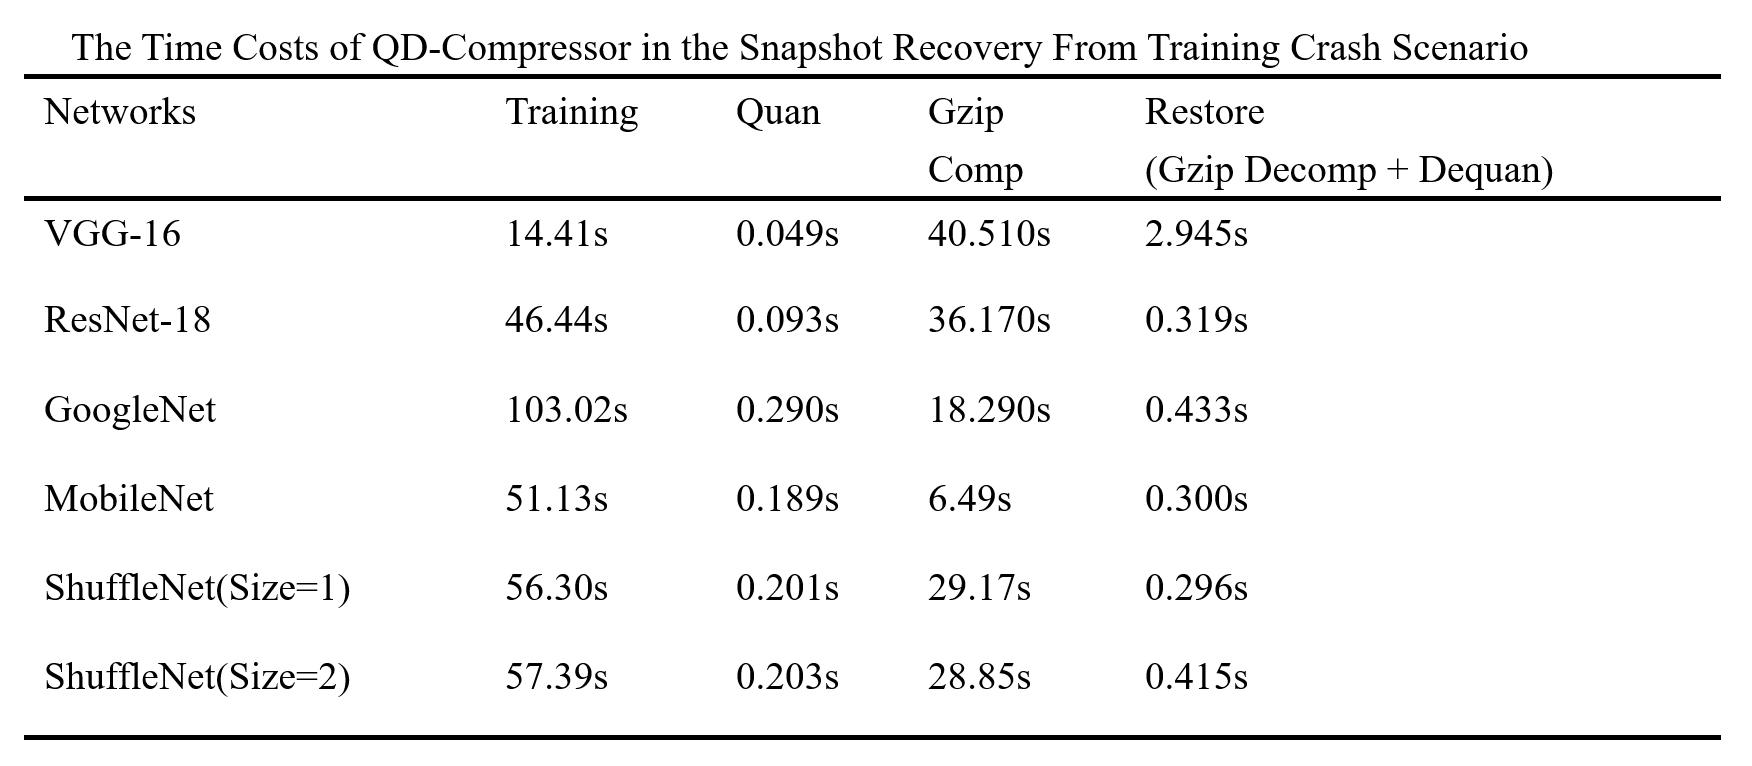 The Time Costs of QD-Compressor in the Snapshot Recovery From Training Crash Scenario
Networks Training Quan Gzip Restore
Comp (Gzip Decomp + Dequan)
VGG-16 14.41s 0.049s 40.510s 2.945s
ResNet-18 46.44s 0.093s 36.170s 0.319s
GoogleNet 103.02s 0.290s 18.290s 0.433s
MobileNet 51.13s 0.189s 6.49s 0.300s
ShuffleNet(Size=1) 56.30s 0.201s 29.17s 0.296s
ShuffleNet(Size=2) 57.39s 0.203s 28.85s 0.415s